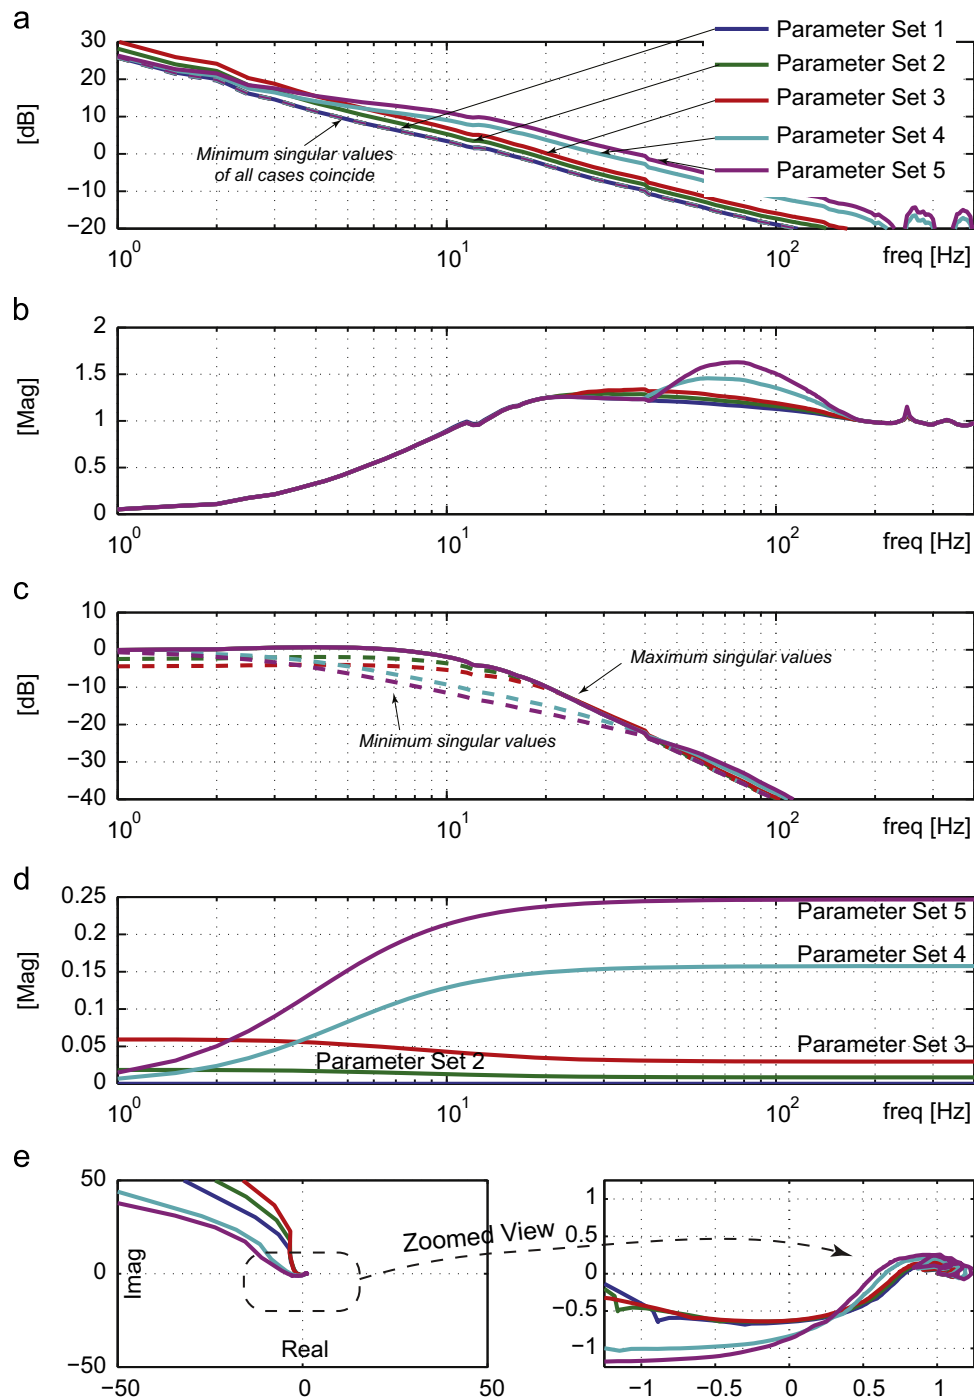 a
Parameter Set 1
Parameter Set 2
Parameter Set 3
Parameter Set 4
Parameter Set 5
30
20
10
0
−10
−20
[dB]
Minimum singular values
of all cases coincide
10^0
10^1
10^2
freq [Hz]
b
2
1.5
1
0.5
0
[Mag]
10^0
10^1
10^2
freq [Hz]
c
10
0
−10
−20
−30
−40
[dB]
Maximum singular values
Minimum singular values
10^0
10^1
10^2
freq [Hz]
d
0.25
0.2
0.15
0.1
0.05
0
[Mag]
Parameter Set 5
Parameter Set 4
Parameter Set 3
Parameter Set 2
10^0
10^1
10^2
freq [Hz]
e
50
0
−50
Imag
Real
−50
0
50
Zoomed View
1
0.5
0
−0.5
−1
−1
−0.5
0
0.5
1